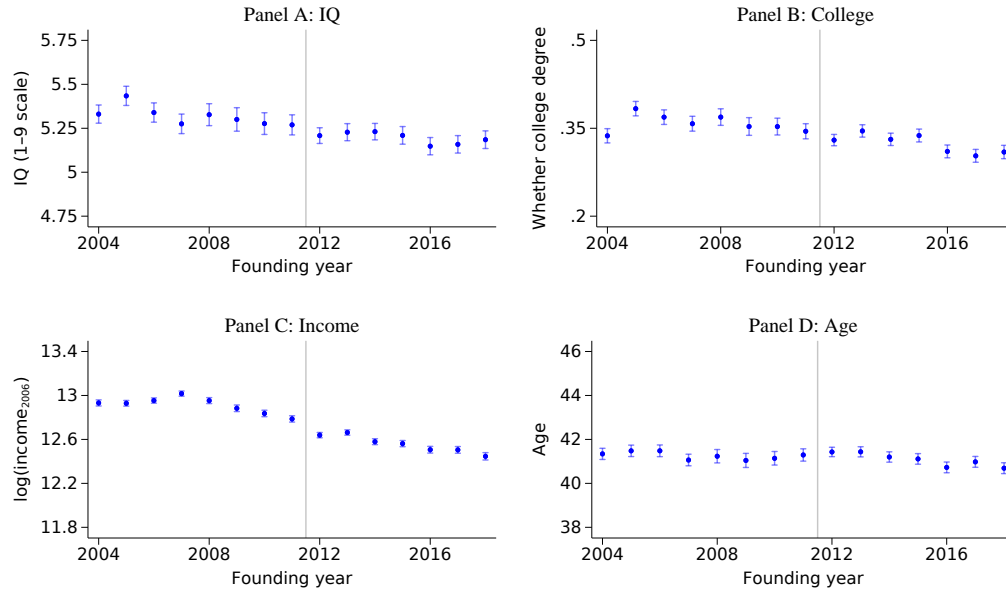 Panel A: IQ
5.75
5.5
5.25
5
4.75
IQ (1–9 scale)
2004 2008 2012 2016
Founding year
Panel B: College
.5
.35
.2
Whether college degree
2004 2008 2012 2016
Founding year
Panel C: Income
13.4
13
12.6
12.2
11.8
log(income2006)
2004 2008 2012 2016
Founding year
Panel D: Age
46
44
42
40
38
Age
2004 2008 2012 2016
Founding year